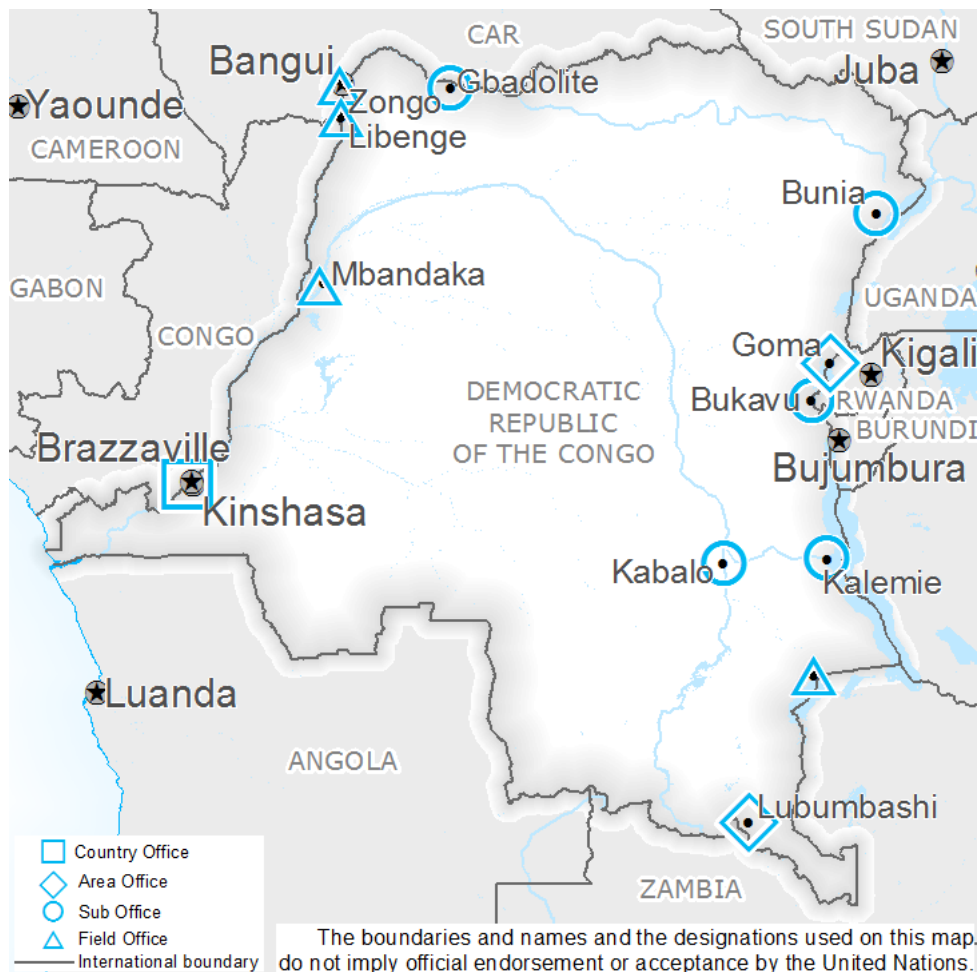 CAR
SOUTH SUDAN
Bangui
Juba
Gbadolite
Yaounde
Zongo
Libenge
CAMEROON
Bunia
Mbandaka
GABON
UGANDA
CONGO
Goma
Kigali
DEMOCRATIC
REPUBLIC
OF THE CONGO
Bukavu
RWANDA
BURUNDI
Brazzaville
Bujumbura
Kinshasa
Kabalo
Kalemie
Luanda
ANGOLA
Lubumbashi
ZAMBIA
Country Office
Area Office
Sub Office
Field Office
International boundary
The boundaries and names and the designations used on this map.
do not imply official endorsement or acceptance by the United Nations.